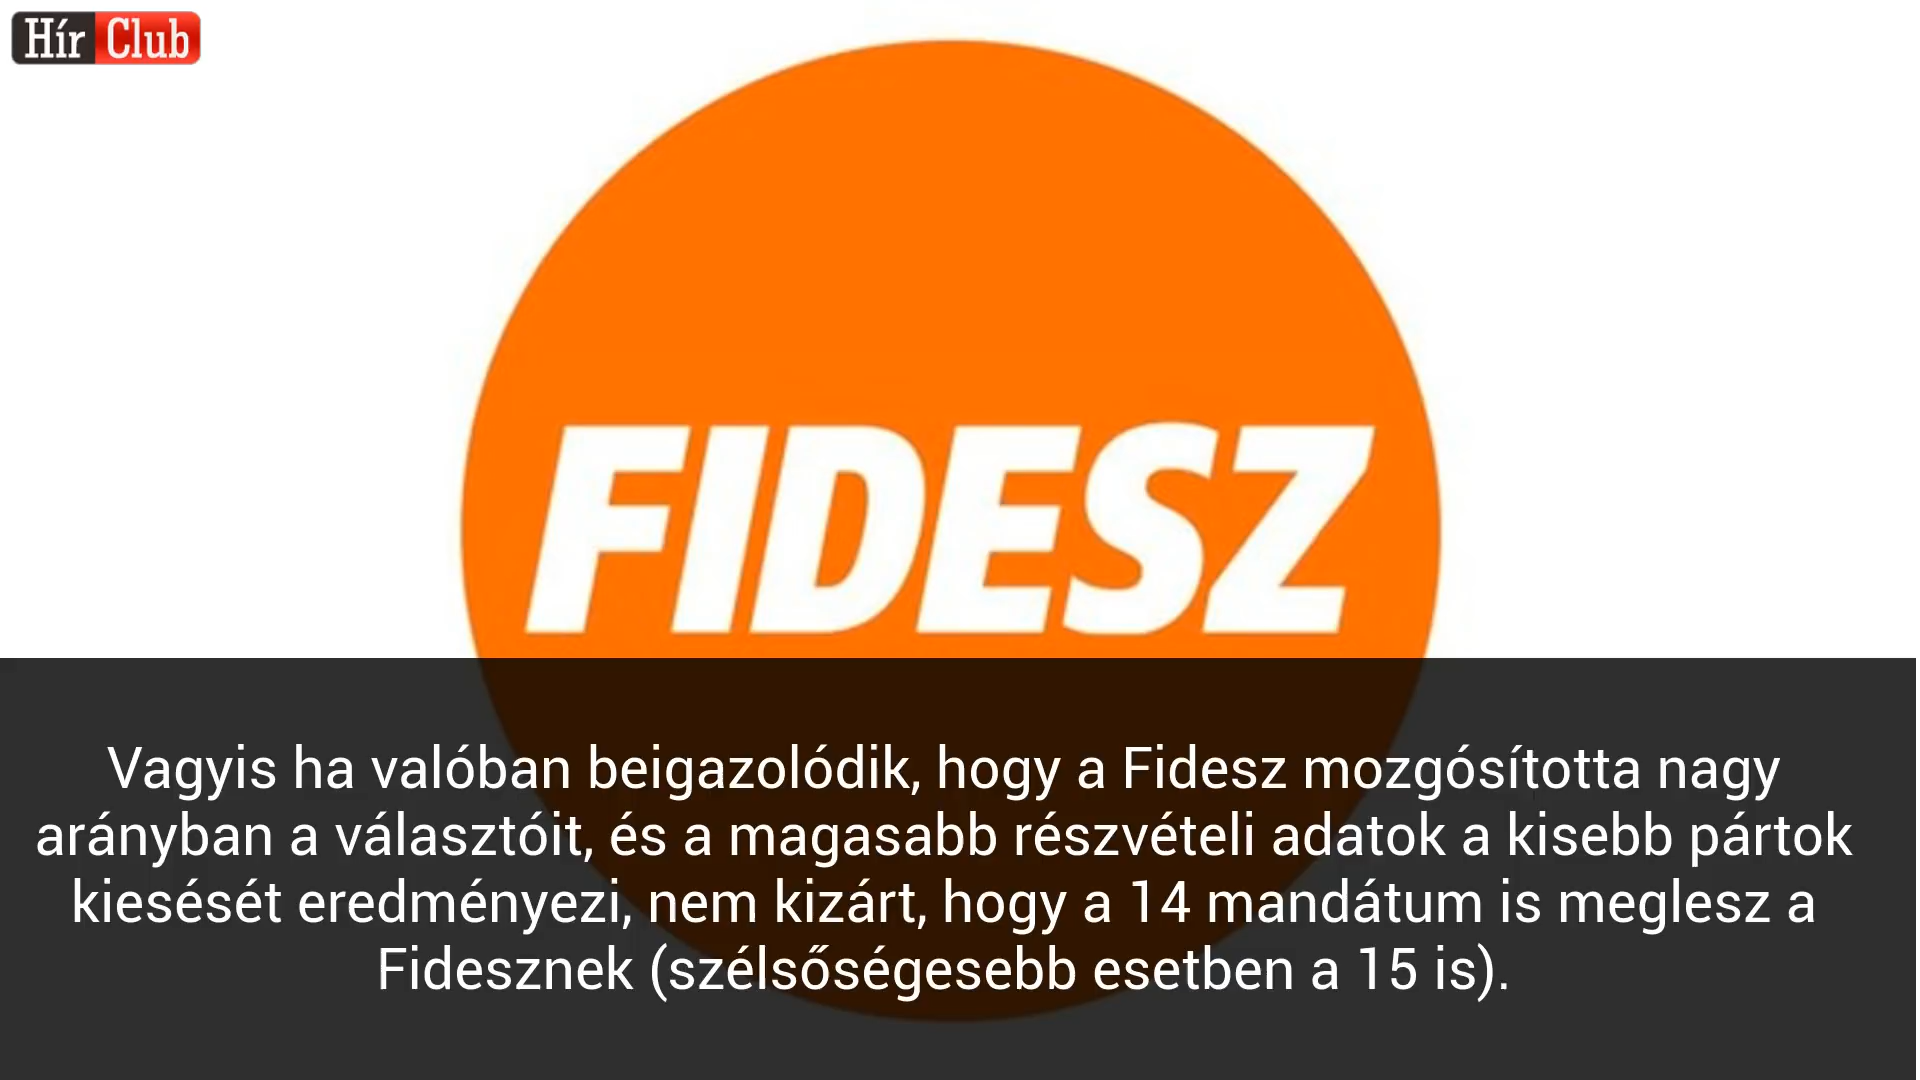 Hír Club
FIDESZ
Vagyis ha valóban beigazolódik, hogy a Fidesz mozgósította nagy
arányban a választóit, és a magasabb részvételi adatok a kisebb pártok
kiesését eredményezi, nem kizárt, hogy a 14 mandátum is meglesz a
Fidesznek (szélsőségesebb esetben a 15 is).